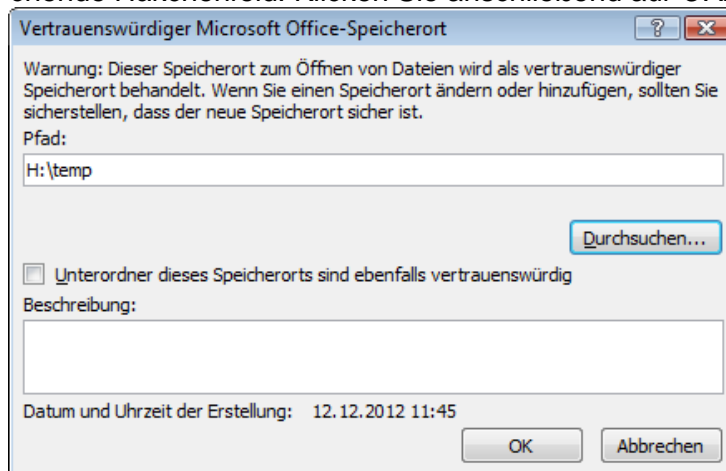 Vertrauenswürdiger Microsoft Office-Speicherort
Warnung: Dieser Speicherort zum Öffnen von Dateien wird als vertrauenswürdiger
Speicherort behandelt. Wenn Sie einen Speicherort ändern oder hinzufügen, sollten Sie
sicherstellen, dass der neue Speicherort sicher ist.
Pfad:
H:\temp
Durchsuchen...
Unterordner dieses Speicherorts sind ebenfalls vertrauenswürdig
Beschreibung:
Datum und Uhrzeit der Erstellung: 12.12.2012 11:45
OK Abbrechen